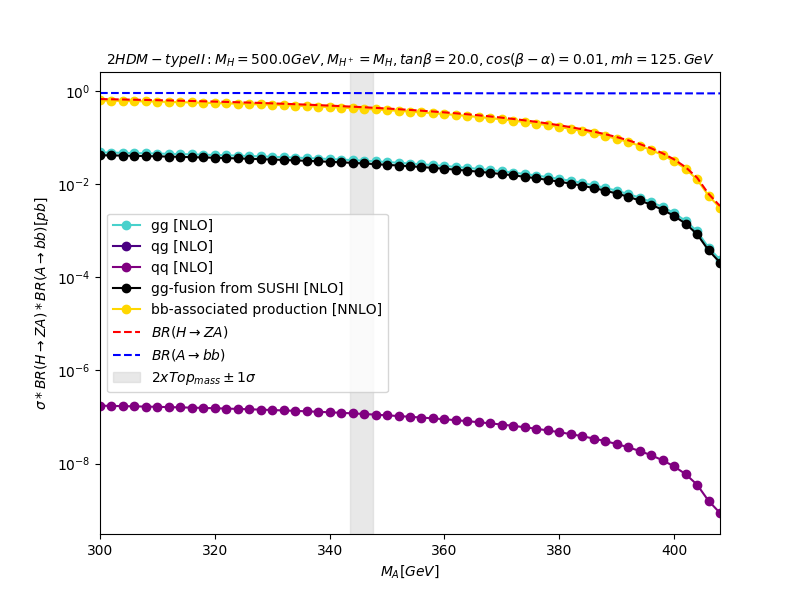 2HDM-typeII: M_H = 500.0GeV, M_{H^+} = M_H, tanβ = 20.0, cos(β − α) = 0.01, mh = 125.GeV
10^0
10^{-2}
10^{-4}
10^{-6}
10^{-8}
σ * BR(H → ZA) * BR(A → bb)[pb]
gg [NLO]
qg [NLO]
qq [NLO]
gg-fusion from SUSHI [NLO]
bb-associated production [NNLO]
BR(H → ZA)
BR(A → bb)
2xTop_{mass} ± 1σ
300 320 340 360 380 400
M_A[GeV]